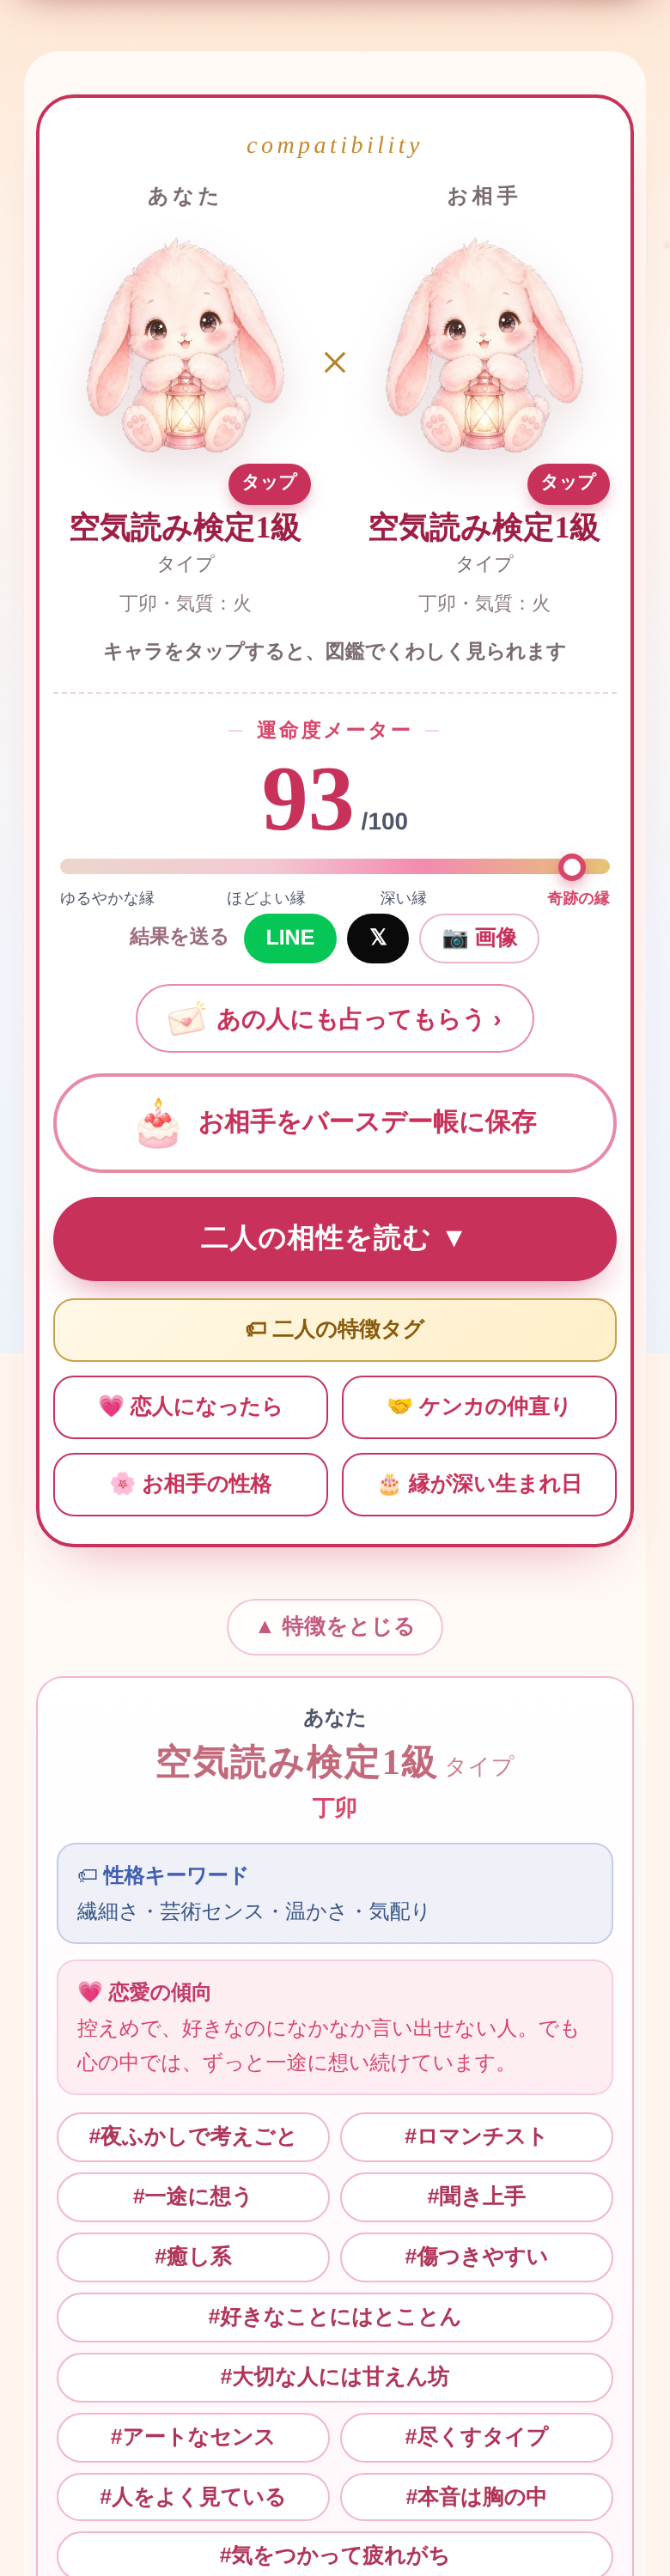 compatibility
あなた
お相手
×
タップ
タップ
空気読み検定1級
空気読み検定1級
タイプ
タイプ
丁卯・気質：火
丁卯・気質：火
キャラをタップすると、図鑑でくわしく見られます
運命度メーター
93 /100
ゆるやかな縁 ほどよい縁 深い縁 奇跡の縁
結果を送る LINE 𝕏 📷 画像
あの人にも占ってもらう ›
お相手をバースデー帳に保存
二人の相性を読む ▼
🏷 二人の特徴タグ
💗 恋人になったら
🤝 ケンカの仲直り
🌸 お相手の性格
🎂 縁が深い生まれ日
▲ 特徴をとじる
あなた
空気読み検定1級 タイプ
丁卯
🏷 性格キーワード
繊細さ・芸術センス・温かさ・気配り
💗 恋愛の傾向
控えめで、好きなのになかなか言い出せない人。でも
心の中では、ずっと一途に想い続けています。
#夜ふかしで考えごと
#ロマンチスト
#一途に想う
#聞き上手
#癒し系
#傷つきやすい
#好きなことにはとことん
#大切な人には甘えん坊
#アートなセンス
#尽くすタイプ
#人をよく見ている
#本音は胸の中
#気をつかって疲れがち